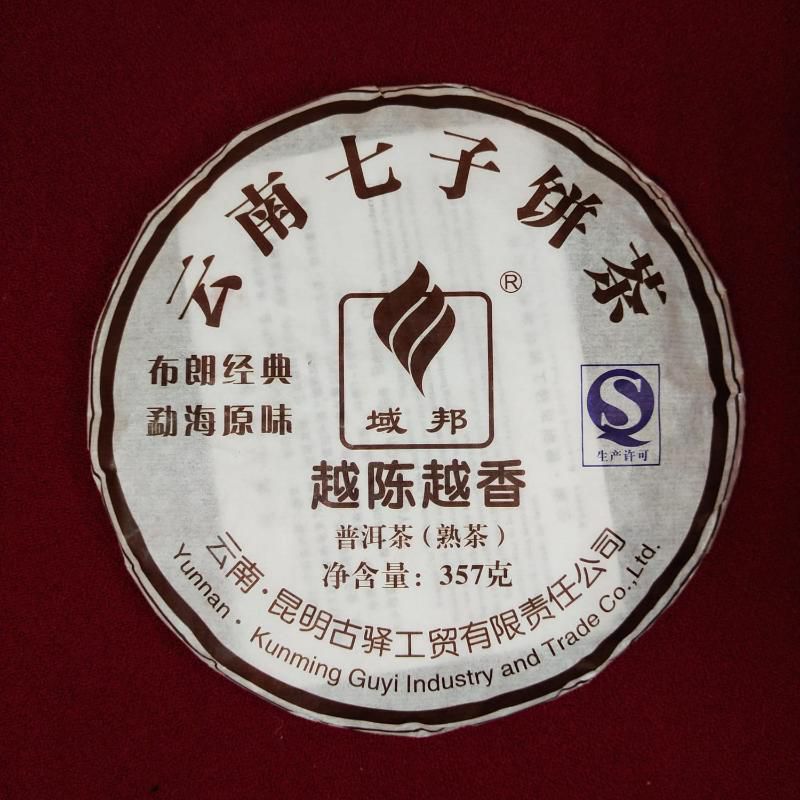 云南七子饼茶
®
布朗经典
勐海原味
域邦
QS
生产许可
越陈越香
普洱茶(熟茶)
净含量：357克
云南·昆明古驿工贸有限责任公司
Yunnan · Kunming Guyi Industry and Trade Co.,Ltd.